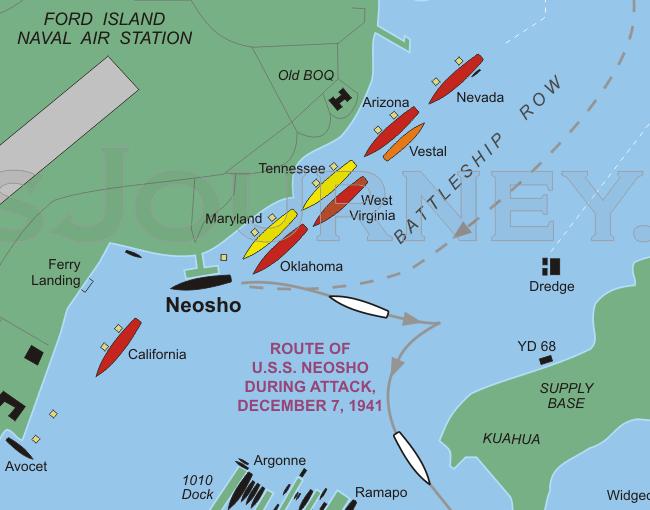 FORD ISLAND
NAVAL AIR STATION
Old BOQ
Nevada
Arizona
BATTLESHIP ROW
Vestal
Tennessee
SJOURNEY.
West
Virginia
Maryland
Oklahoma
Ferry
Landing
Neosho
Dredge
California
ROUTE OF
U.S.S. NEOSHO
DURING ATTACK,
DECEMBER 7, 1941
YD 68
SUPPLY
BASE
KUAHUA
Avocet
Argonne
1010
Dock
Ramapo
Widgeo